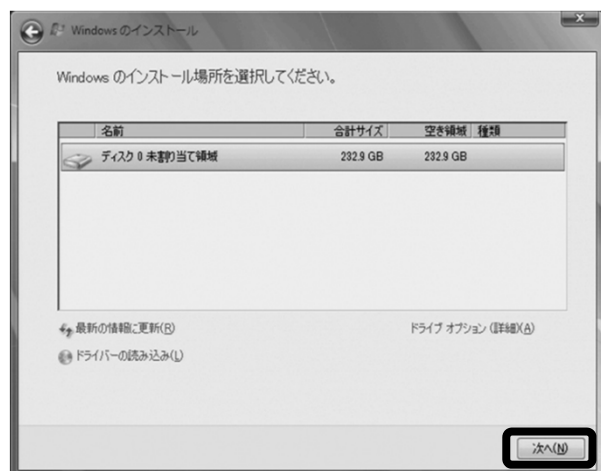 Windows のインストール
Windows のインストール場所を選択してください。
名前 合計サイズ 空き領域 種類
ディスク 0 未割り当て領域 232.9 GB 232.9 GB
最新の情報に更新(R) ドライブ オプション (詳細)(A)
ドライバーの読み込み(L)
次へ(N)